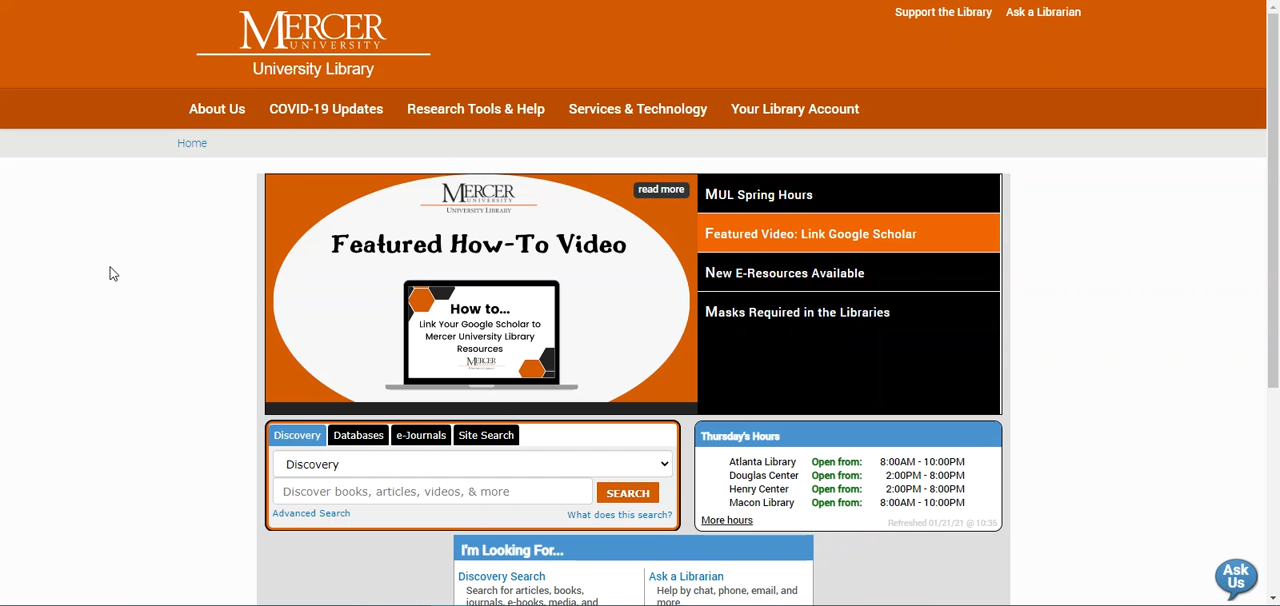 MERCER
UNIVERSITY
University Library
Support the Library
Ask a Librarian
About Us
COVID-19 Updates
Research Tools & Help
Services & Technology
Your Library Account
Home
MERCER
UNIVERSITY
UNIVERSITY LIBRARY
read more
Featured How-To Video
How to...
Link Your Google Scholar to
Mercer University Library
Resources
MERCER
MUL Spring Hours
Featured Video: Link Google Scholar
New E-Resources Available
Masks Required in the Libraries
Discovery
Databases
e-Journals
Site Search
Discovery
Discover books, articles, videos, & more
SEARCH
Advanced Search
What does this search?
Thursday's Hours
Atlanta Library Open from: 8:00AM - 10:00PM
Douglas Center Open from: 2:00PM - 8:00PM
Henry Center Open from: 2:00PM - 8:00PM
Macon Library Open from: 8:00AM - 10:00PM
More hours
Refreshed 01/21/21 @ 10:35
I'm Looking For...
Discovery Search
Search for articles, books,
journals, e-books, media, and
Ask a Librarian
Help by chat, phone, email, and
more
Ask
Us